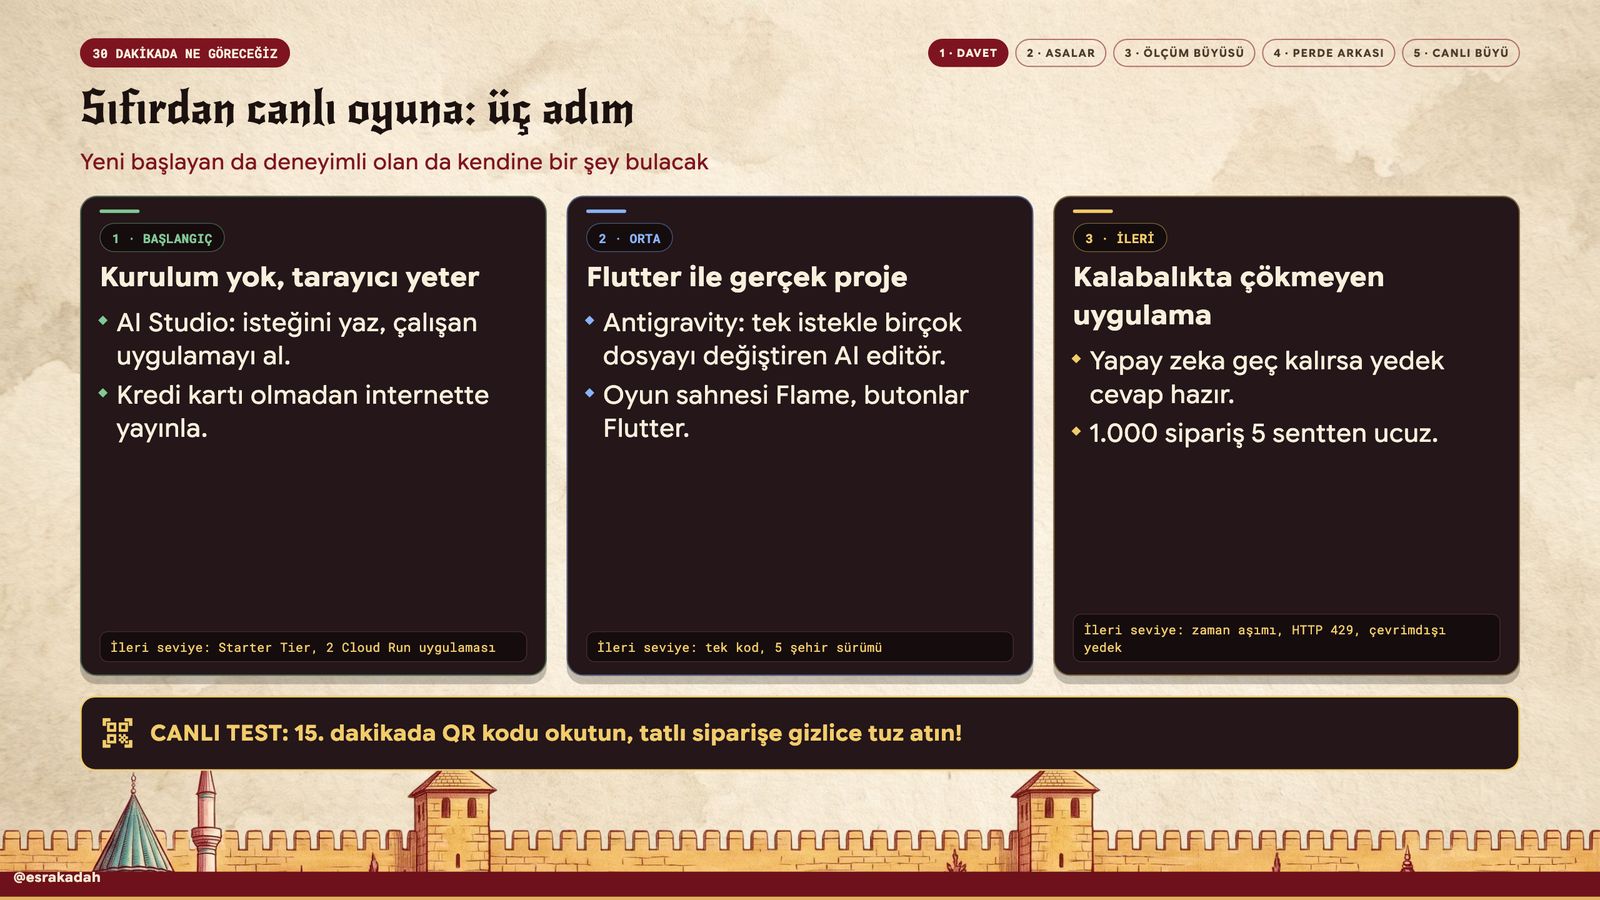 30 DAKİKADA NE GÖRECEĞİZ
1 · DAVET
2 · ASALAR
3 · ÖLÇÜM BÜYÜSÜ
4 · PERDE ARKASI
5 · CANLI BÜYÜ
Sıfırdan canlı oyuna: üç adım
Yeni başlayan da deneyimli olan da kendine bir şey bulacak
1 · BAŞLANGIÇ
Kurulum yok, tarayıcı yeter
AI Studio: isteğini yaz, çalışan
uygulamayı al.
Kredi kartı olmadan internette
yayınla.
İleri seviye: Starter Tier, 2 Cloud Run uygulaması
2 · ORTA
Flutter ile gerçek proje
Antigravity: tek istekle birçok
dosyayı değiştiren AI editör.
Oyun sahnesi Flame, butonlar
Flutter.
İleri seviye: tek kod, 5 şehir sürümü
3 · İLERİ
Kalabalıkta çökmeyen
uygulama
Yapay zeka geç kalırsa yedek
cevap hazır.
1.000 sipariş 5 sentten ucuz.
İleri seviye: zaman aşımı, HTTP 429, çevrimdışı
yedek
CANLI TEST: 15. dakikada QR kodu okutun, tatlı siparişe gizlice tuz atın!
@esrakadah